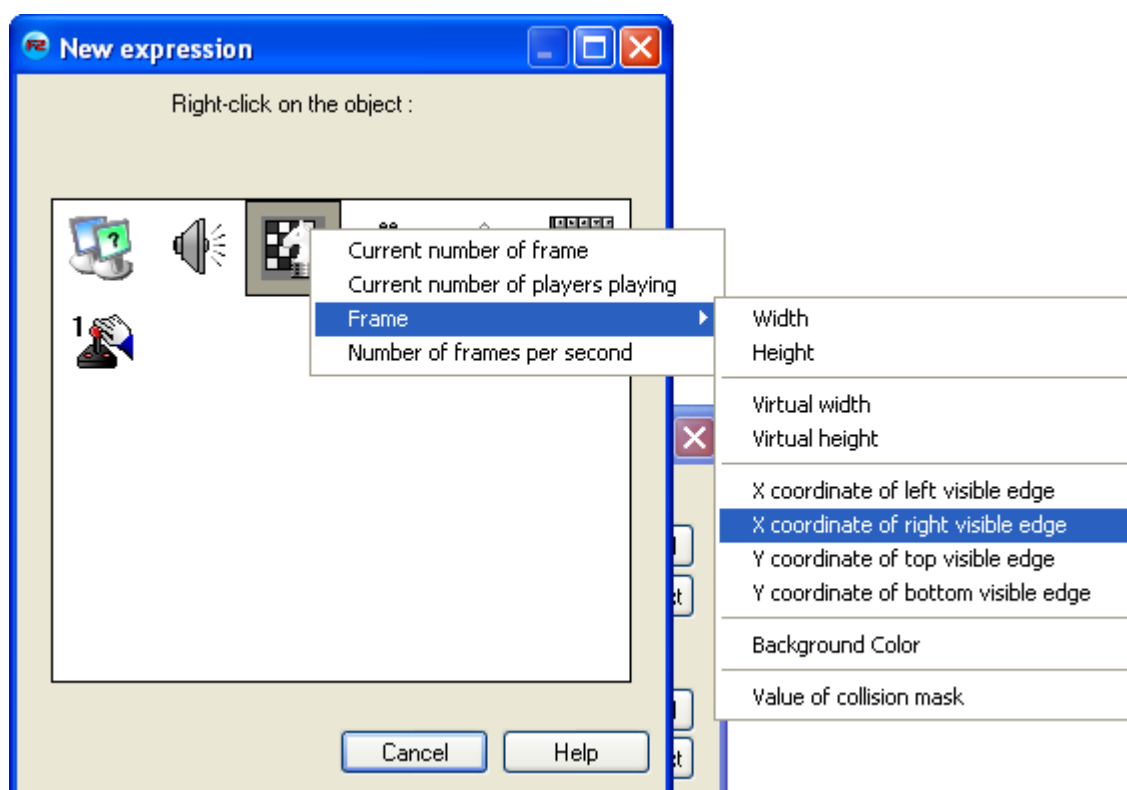 New expression
Right-click on the object :
1
Current number of frame
Current number of players playing
Frame
Number of frames per second
Width
Height
Virtual width
Virtual height
X coordinate of left visible edge
X coordinate of right visible edge
Y coordinate of top visible edge
Y coordinate of bottom visible edge
Background Color
Value of collision mask
Cancel
Help